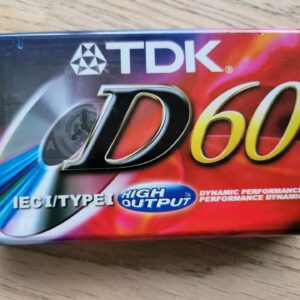 TDK®
D60
A
IECI/TYPEI HIGH OUTPUT DYNAMIC PERFORMANCE
PERFORMANCE DYNAMI